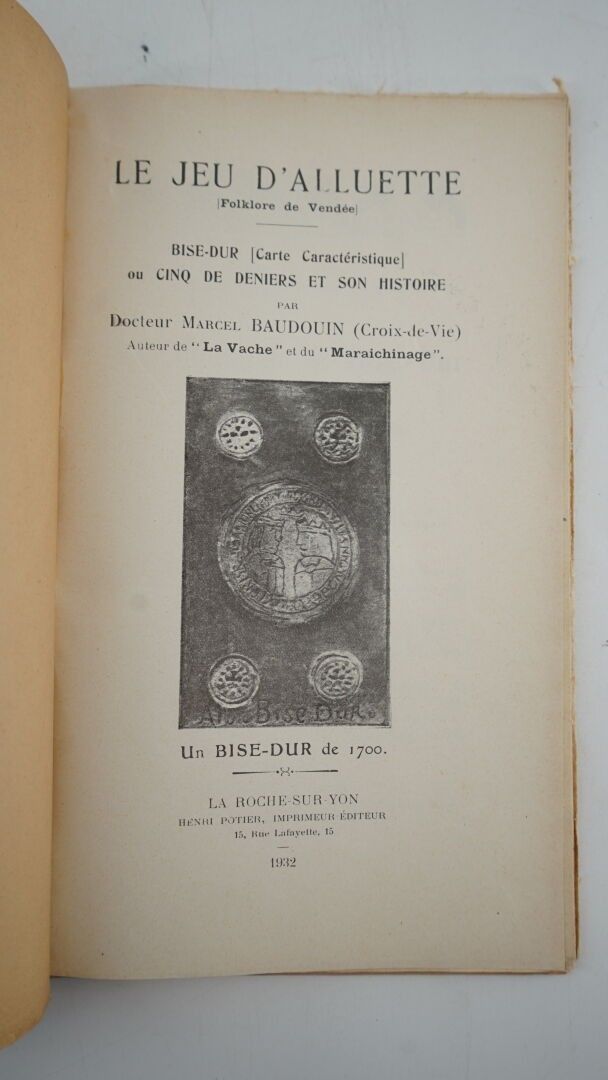 LE JEU D'ALLUETTE
[Folklore de Vendée]
BISE-DUR [Carte Caractéristique]
ou CINQ DE DENIERS ET SON HISTOIRE
PAR
Docteur MARCEL BAUDOUIN (Croix-de-Vie)
Auteur de "La Vache" et du "Maraichinage".
Bise Dur
Un BISE-DUR de 1700.
LA ROCHE-SUR-YON
HENRI POTIER, IMPRIMEUR-ÉDITEUR
15, Rue Lafayette, 15
1932